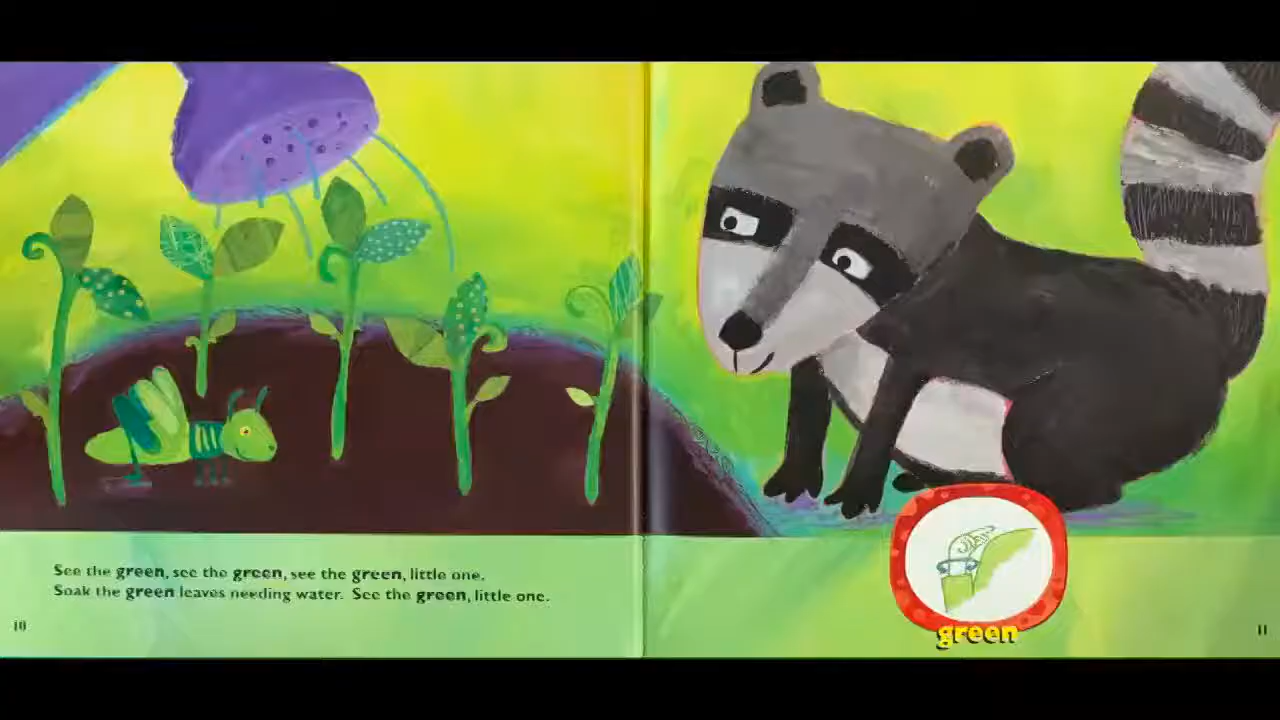 See the green, see the green, see the green, little one.
Soak the green leaves needing water. See the green, little one.
10
green
11